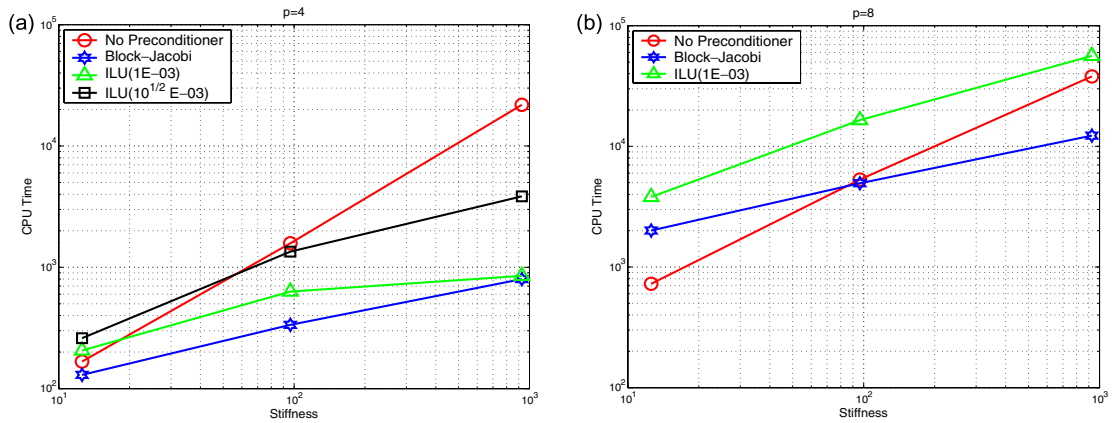 (a)
p=4
10^5
10^4
10^3
10^2
CPU Time
No Preconditioner
Block–Jacobi
ILU(1E–03)
ILU(10^{1/2} E–03)
10^1
10^2
10^3
Stiffness
(b)
p=8
10^5
10^4
10^3
10^2
CPU Time
No Preconditioner
Block–Jacobi
ILU(1E–03)
10^1
10^2
10^3
Stiffness